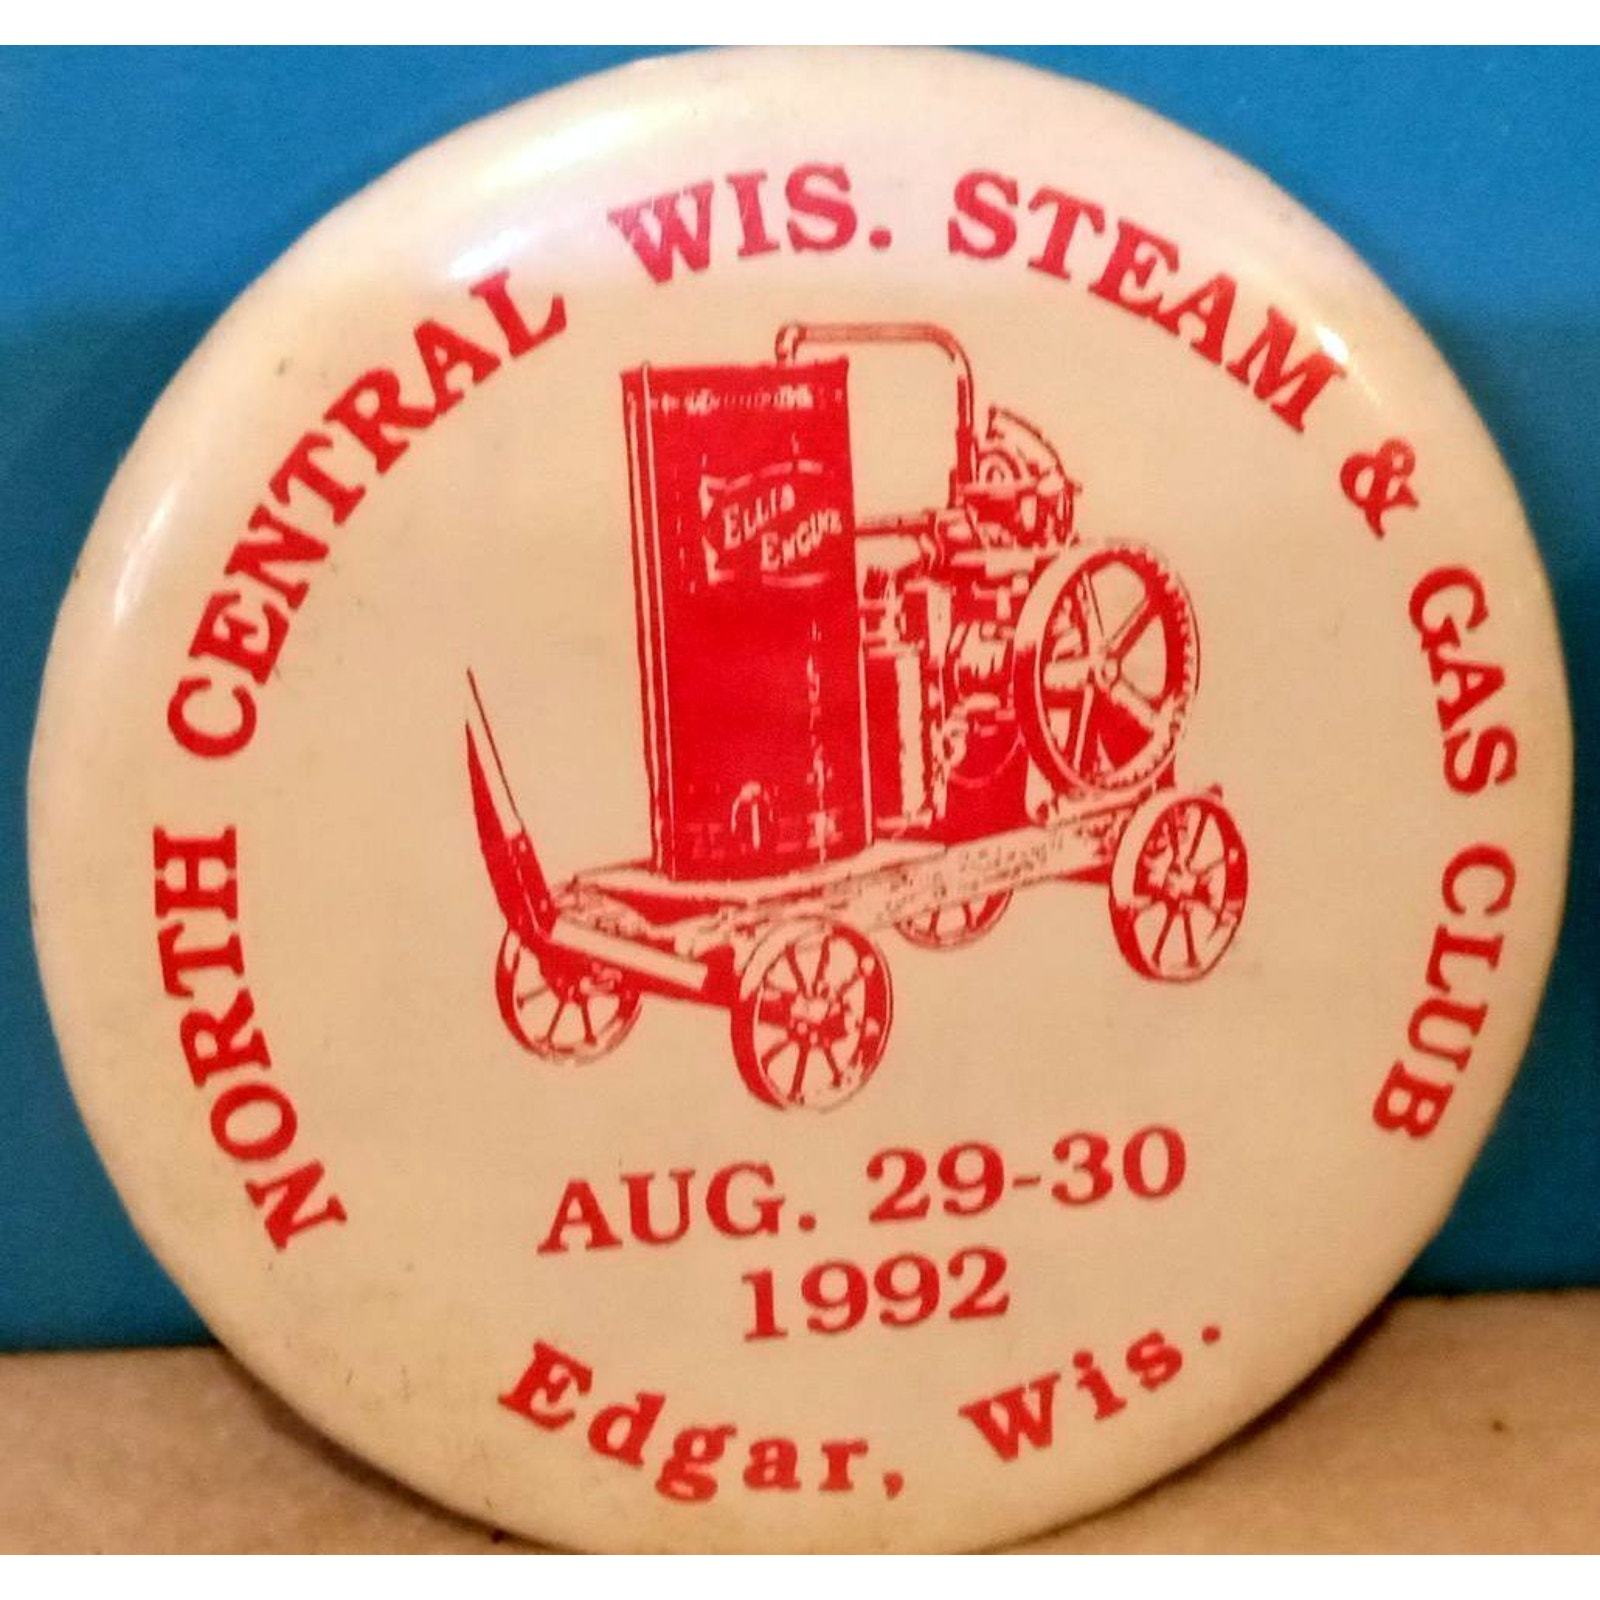 NORTH CENTRAL WIS. STEAM & GAS CLUB
ELLIS
ENGINE
AUG. 29-30
1992
Edgar, Wis.